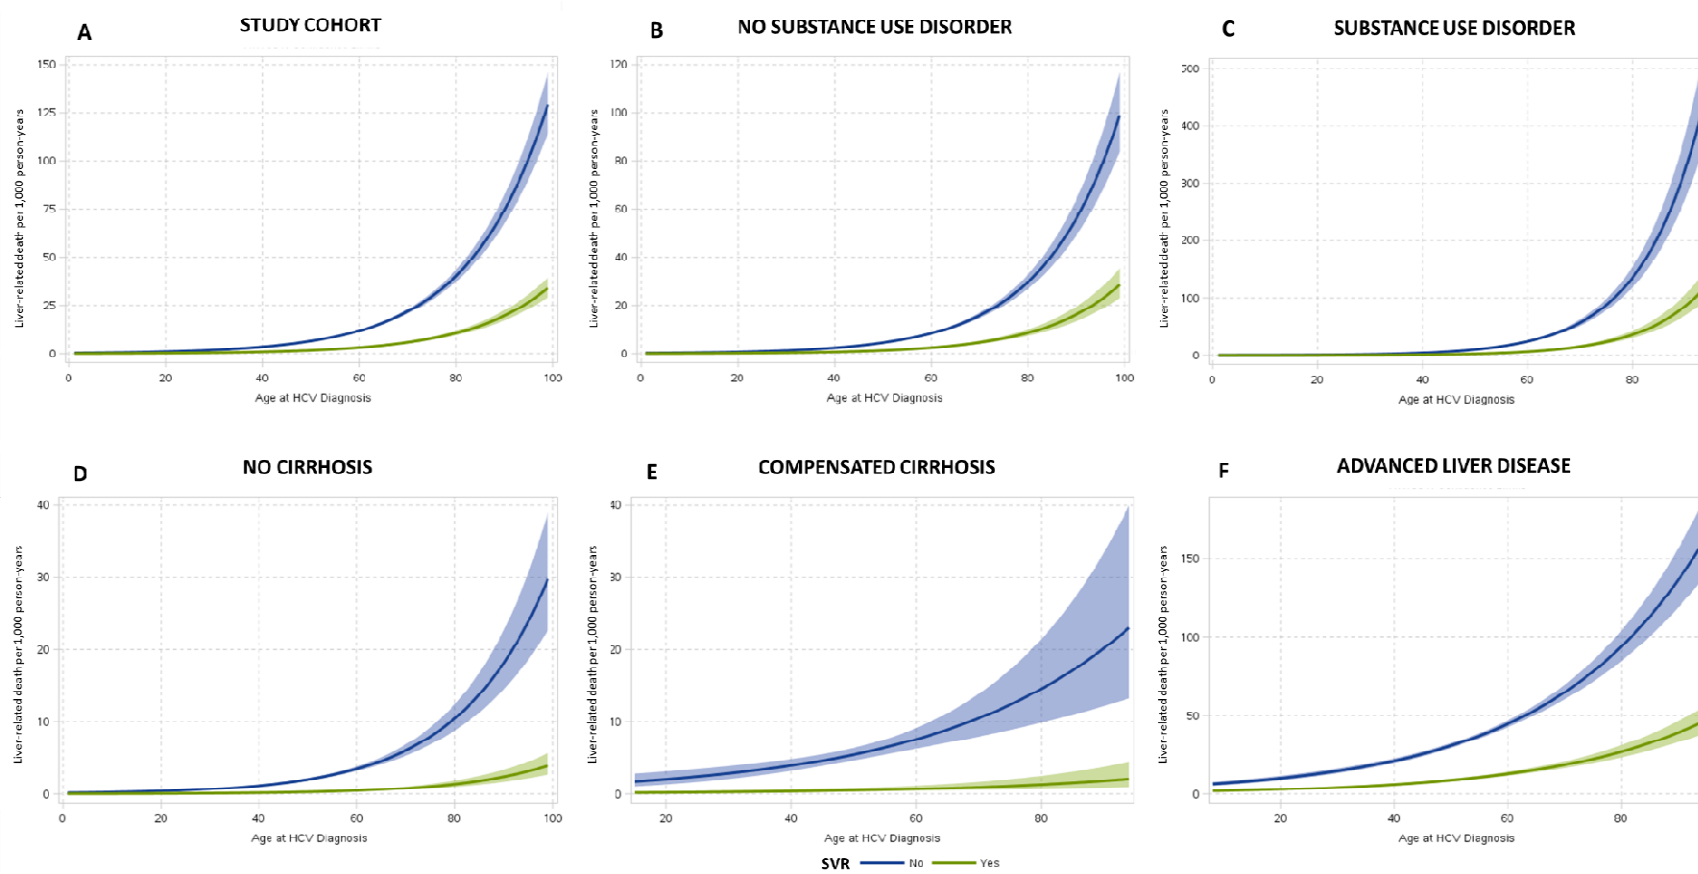 A
STUDY COHORT
150
125
100
75
50
25
0
0 20 40 60 80 100
Liver-related death per 1,000 person-years
Age at HCV Diagnosis
B
NO SUBSTANCE USE DISORDER
120
100
80
60
40
20
0
0 20 40 60 80 100
Liver-related death per 1,000 person-years
Age at HCV Diagnosis
C
SUBSTANCE USE DISORDER
500
400
300
200
100
0
0 20 40 60 80
Liver-related death per 1,000 person-years
Age at HCV Diagnosis
D
NO CIRRHOSIS
40
30
20
10
0
0 20 40 60 80 100
Liver-related death per 1,000 person-years
Age at HCV Diagnosis
E
COMPENSATED CIRRHOSIS
40
30
20
10
0
20 40 60 80
Liver-related death per 1,000 person-years
Age at HCV Diagnosis
F
ADVANCED LIVER DISEASE
150
100
50
0
20 40 60 80
Liver-related death per 1,000 person-years
Age at HCV Diagnosis
SVR No Yes